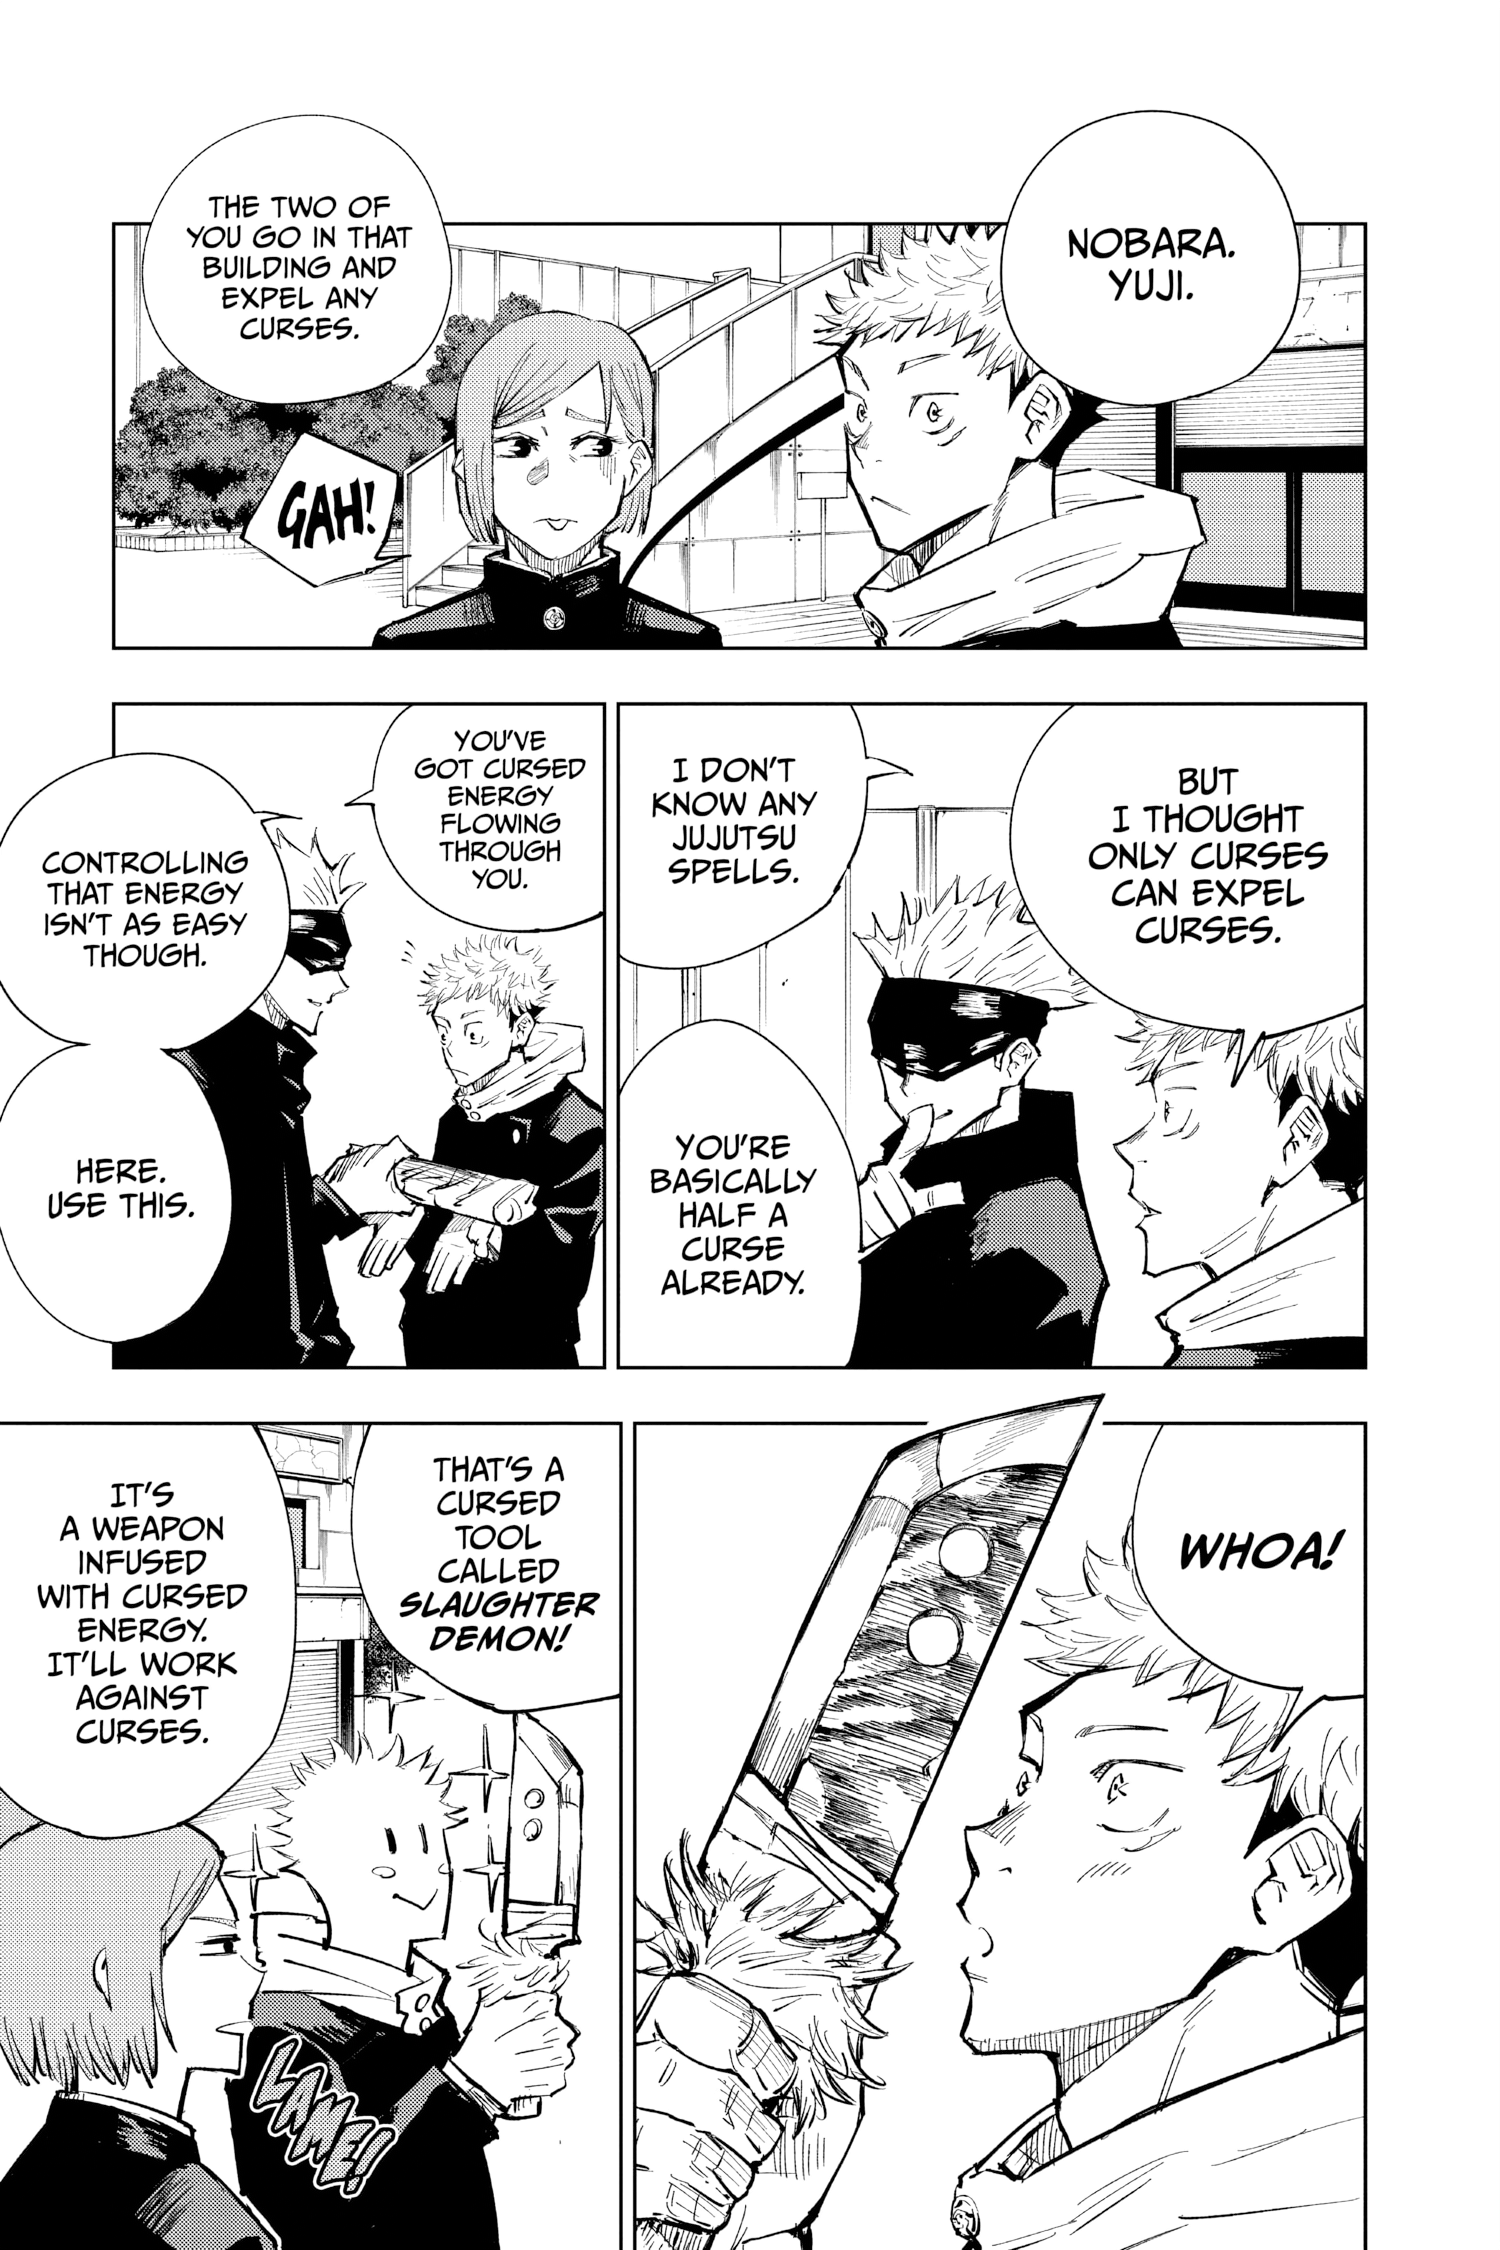 NOBARA.
YUJI.
THE TWO OF
YOU GO IN THAT
BUILDING AND
EXPEL ANY
CURSES.
GAH!
BUT
I THOUGHT
ONLY CURSES
CAN EXPEL
CURSES.
I DON'T
KNOW ANY
JUJUTSU
SPELLS.
YOU'RE
BASICALLY
HALF A
CURSE
ALREADY.
YOU'VE
GOT CURSED
ENERGY
FLOWING
THROUGH
YOU.
CONTROLLING
THAT ENERGY
ISN'T AS EASY
THOUGH.
HERE.
USE THIS.
WHOA!
THAT'S A
CURSED
TOOL
CALLED
SLAUGHTER
DEMON!
IT'S
A WEAPON
INFUSED
WITH CURSED
ENERGY.
IT'LL WORK
AGAINST
CURSES.
LAME!